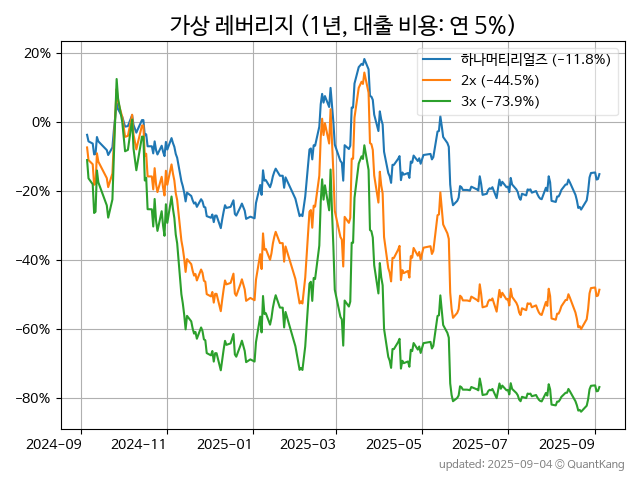 가상 레버리지 (1년, 대출 비용: 연 5%)
하나머티리얼즈 (−11.8%)
2x (−44.5%)
3x (−73.9%)
20%
0%
−20%
−40%
−60%
−80%
2024-09 2024-11 2025-01 2025-03 2025-05 2025-07 2025-09
updated: 2025-09-04 © QuantKang